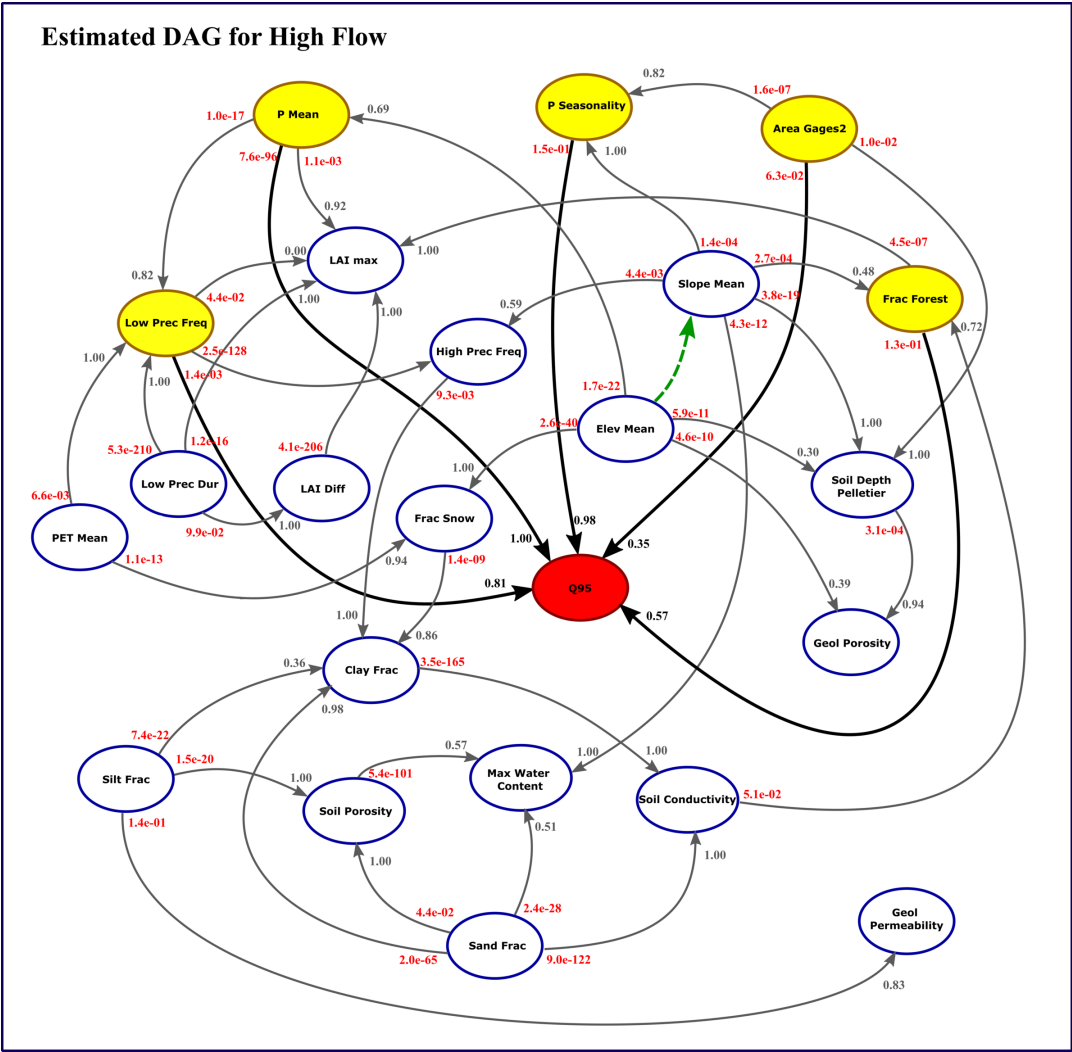 Estimated DAG for High Flow
0.82
1.6e-07
P Seasonality
1.0e-17
P Mean
0.69
Area Gages2
1.0e-02
7.6e-96
1.1e-03
1.5e-01
1.00
6.3e-02
0.92
4.5e-07
0.00
LAI max
1.00
1.4e-04
2.7e-04
0.82
4.4e-03
Slope Mean
0.48
4.4e-02
1.00
3.8e-19
Frac Forest
0.59
1.00
Low Prec Freq
4.3e-12
0.72
1.3e-01
2.5e-128
High Prec Freq
1.00
1.4e-03
1.00
9.3e-03
1.7e-22
5.9e-11
2.6e-40
Elev Mean
4.6e-10
1.00
1.2e-16
5.3e-210
4.1e-206
0.30
1.00
1.00
Low Prec Dur
LAI Diff
Soil Depth
Pelletier
6.6e-03
9.9e-02
1.00
Frac Snow
0.98
3.1e-04
PET Mean
1.00
0.35
1.1e-13
0.94
1.4e-09
0.81
Q95
0.39
0.94
1.00
0.86
0.57
Geol Porosity
0.36
Clay Frac
3.5e-165
0.98
7.4e-22
1.5e-20
0.57
1.00
1.00
Silt Frac
1.00
5.4e-101
Max Water
Content
Soil Porosity
Soil Conductivity
5.1e-02
1.4e-01
0.51
1.00
1.00
4.4e-02
2.4e-28
Geol
Permeability
2.0e-65
Sand Frac
9.0e-122
0.83